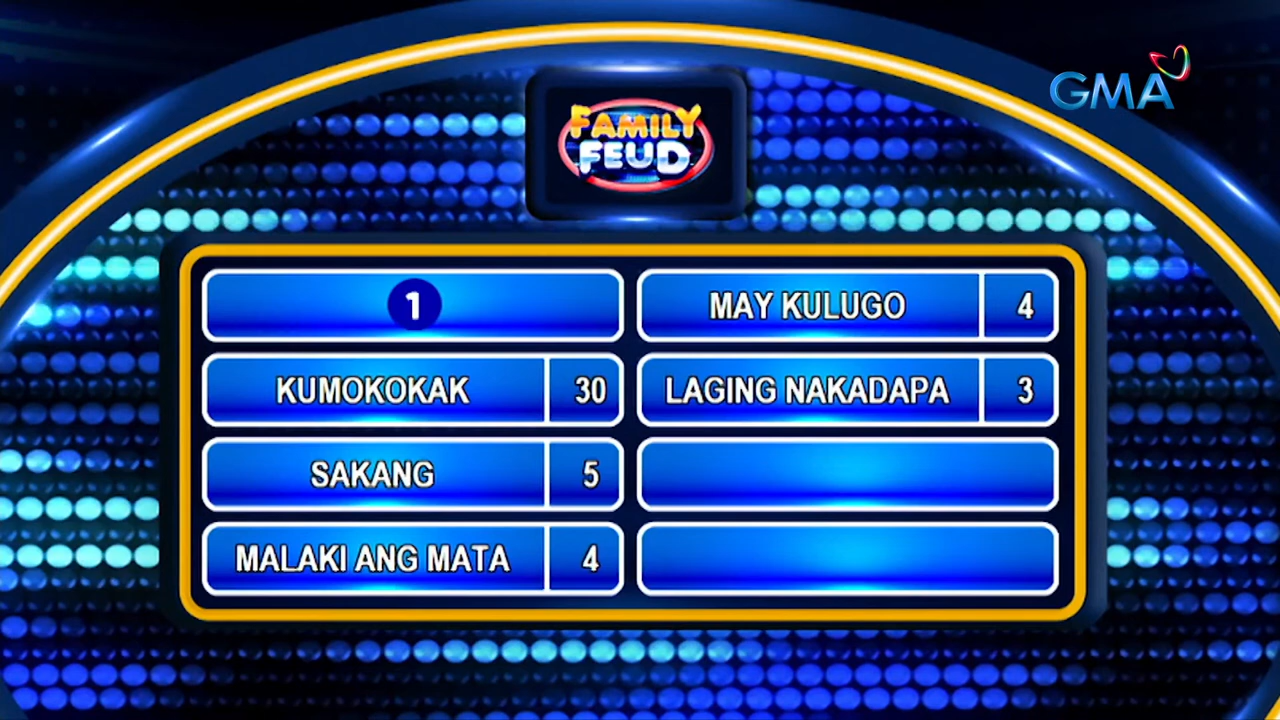 GMA
FAMILY
FEUD
1
KUMOKOKAK 30
SAKANG 5
MALAKI ANG MATA 4
MAY KULUGO 4
LAGING NAKADAPA 3